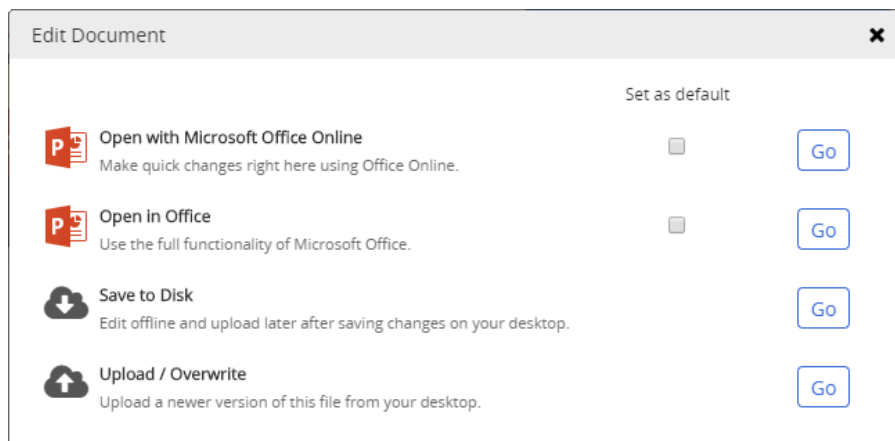 Edit Document
Set as default
P
Open with Microsoft Office Online
Make quick changes right here using Office Online.
Go
P
Open in Office
Use the full functionality of Microsoft Office.
Go
Save to Disk
Edit offline and upload later after saving changes on your desktop.
Go
Upload / Overwrite
Upload a newer version of this file from your desktop.
Go